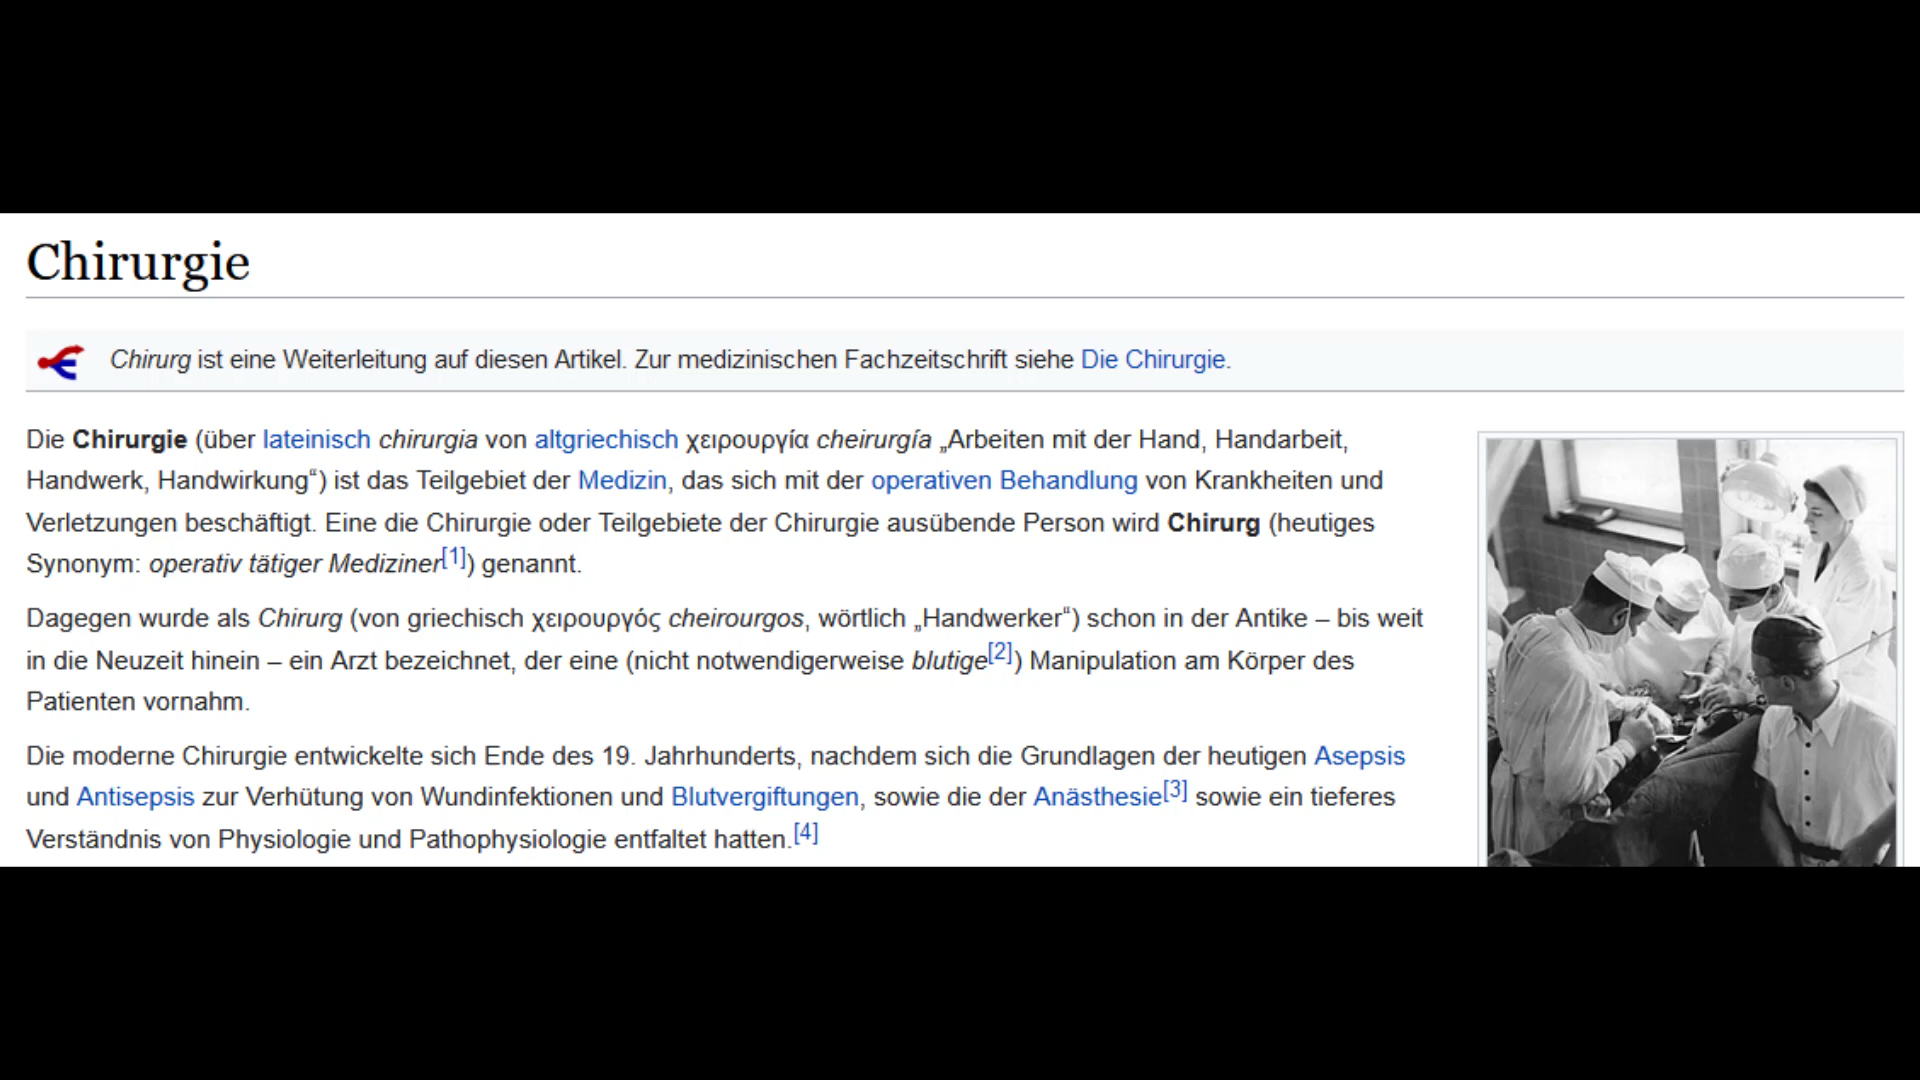 Chirurgie
Chirurg ist eine Weiterleitung auf diesen Artikel. Zur medizinischen Fachzeitschrift siehe Die Chirurgie.
Die Chirurgie (über lateinisch chirurgia von altgriechisch χειρουργία cheirurgía „Arbeiten mit der Hand, Handarbeit,
Handwerk, Handwirkung“) ist das Teilgebiet der Medizin, das sich mit der operativen Behandlung von Krankheiten und
Verletzungen beschäftigt. Eine die Chirurgie oder Teilgebiete der Chirurgie ausübende Person wird Chirurg (heutiges
Synonym: operativ tätiger Mediziner[1]) genannt.
Dagegen wurde als Chirurg (von griechisch χειρουργός cheirourgos, wörtlich „Handwerker“) schon in der Antike – bis weit
in die Neuzeit hinein – ein Arzt bezeichnet, der eine (nicht notwendigerweise blutige[2]) Manipulation am Körper des
Patienten vornahm.
Die moderne Chirurgie entwickelte sich Ende des 19. Jahrhunderts, nachdem sich die Grundlagen der heutigen Asepsis
und Antisepsis zur Verhütung von Wundinfektionen und Blutvergiftungen, sowie die der Anästhesie[3] sowie ein tieferes
Verständnis von Physiologie und Pathophysiologie entfaltet hatten.[4]